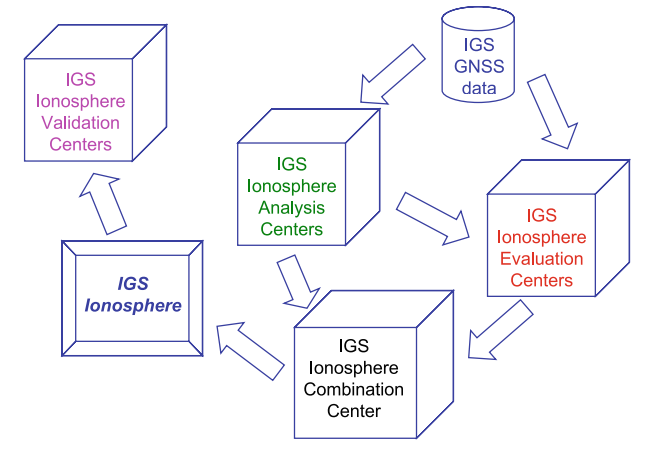 IGS
Ionosphere
Validation
Centers
IGS
GNSS
data
IGS
Ionosphere
Analysis
Centers
IGS
Ionosphere
Evaluation
Centers
IGS
Ionosphere
IGS
Ionosphere
Combination
Center